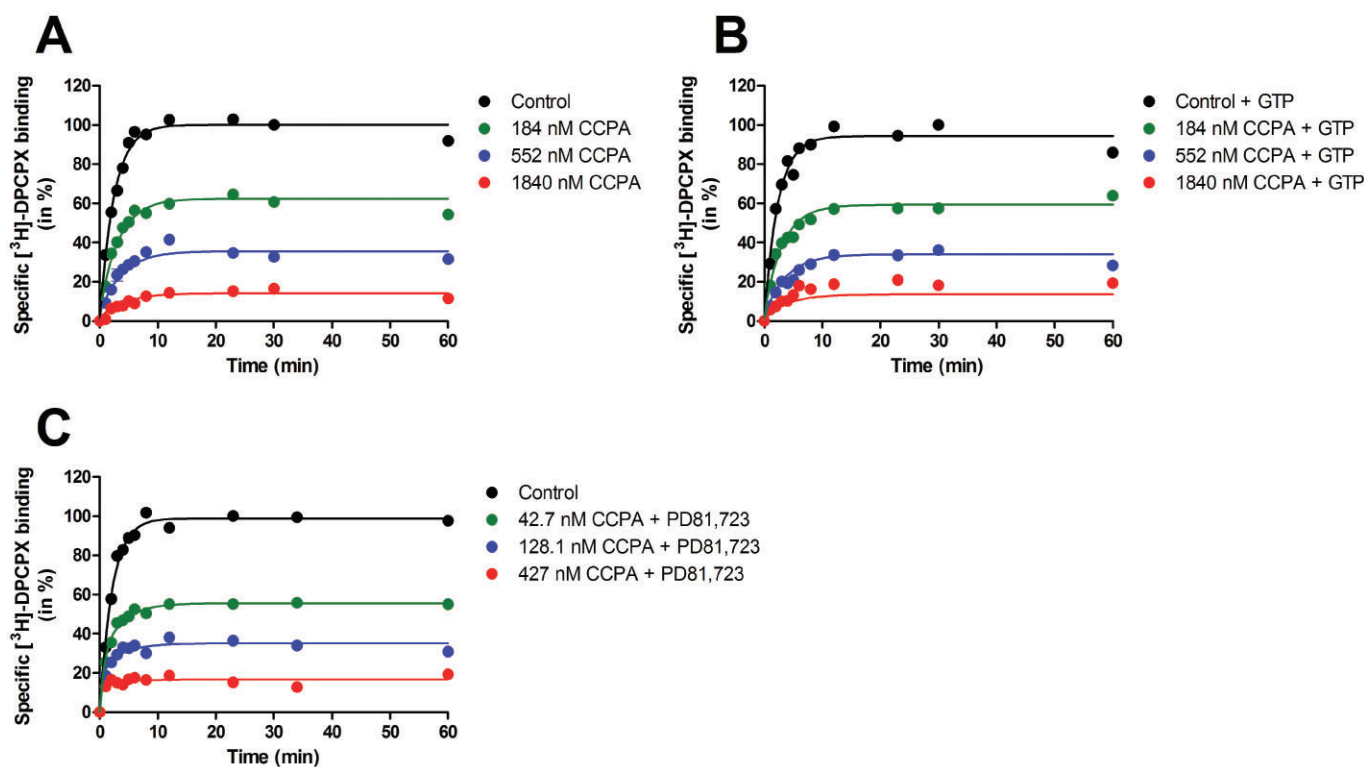 A
Specific [³H]-DPCPX binding
(in %)
120
100
80
60
40
20
0
0 10 20 30 40 50 60
Time (min)
Control
184 nM CCPA
552 nM CCPA
1840 nM CCPA
B
Specific [³H]-DPCPX binding
(in %)
120
100
80
60
40
20
0
0 10 20 30 40 50 60
Time (min)
Control + GTP
184 nM CCPA + GTP
552 nM CCPA + GTP
1840 nM CCPA + GTP
C
Specific [³H]-DPCPX binding
(in %)
120
100
80
60
40
20
0
0 10 20 30 40 50 60
Time (min)
Control
42.7 nM CCPA + PD81,723
128.1 nM CCPA + PD81,723
427 nM CCPA + PD81,723